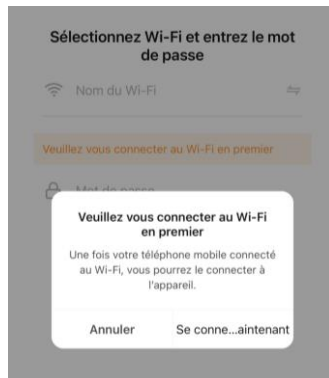 Sélectionnez Wi-Fi et entrez le mot
de passe
Nom du Wi-Fi
Veuillez vous connecter au Wi-Fi en premier
Mot de passe
Veuillez vous connecter au Wi-Fi
en premier
Une fois votre téléphone mobile connecté
au Wi-Fi, vous pourrez le connecter à
l'appareil.
Annuler
Se conne...aintenant